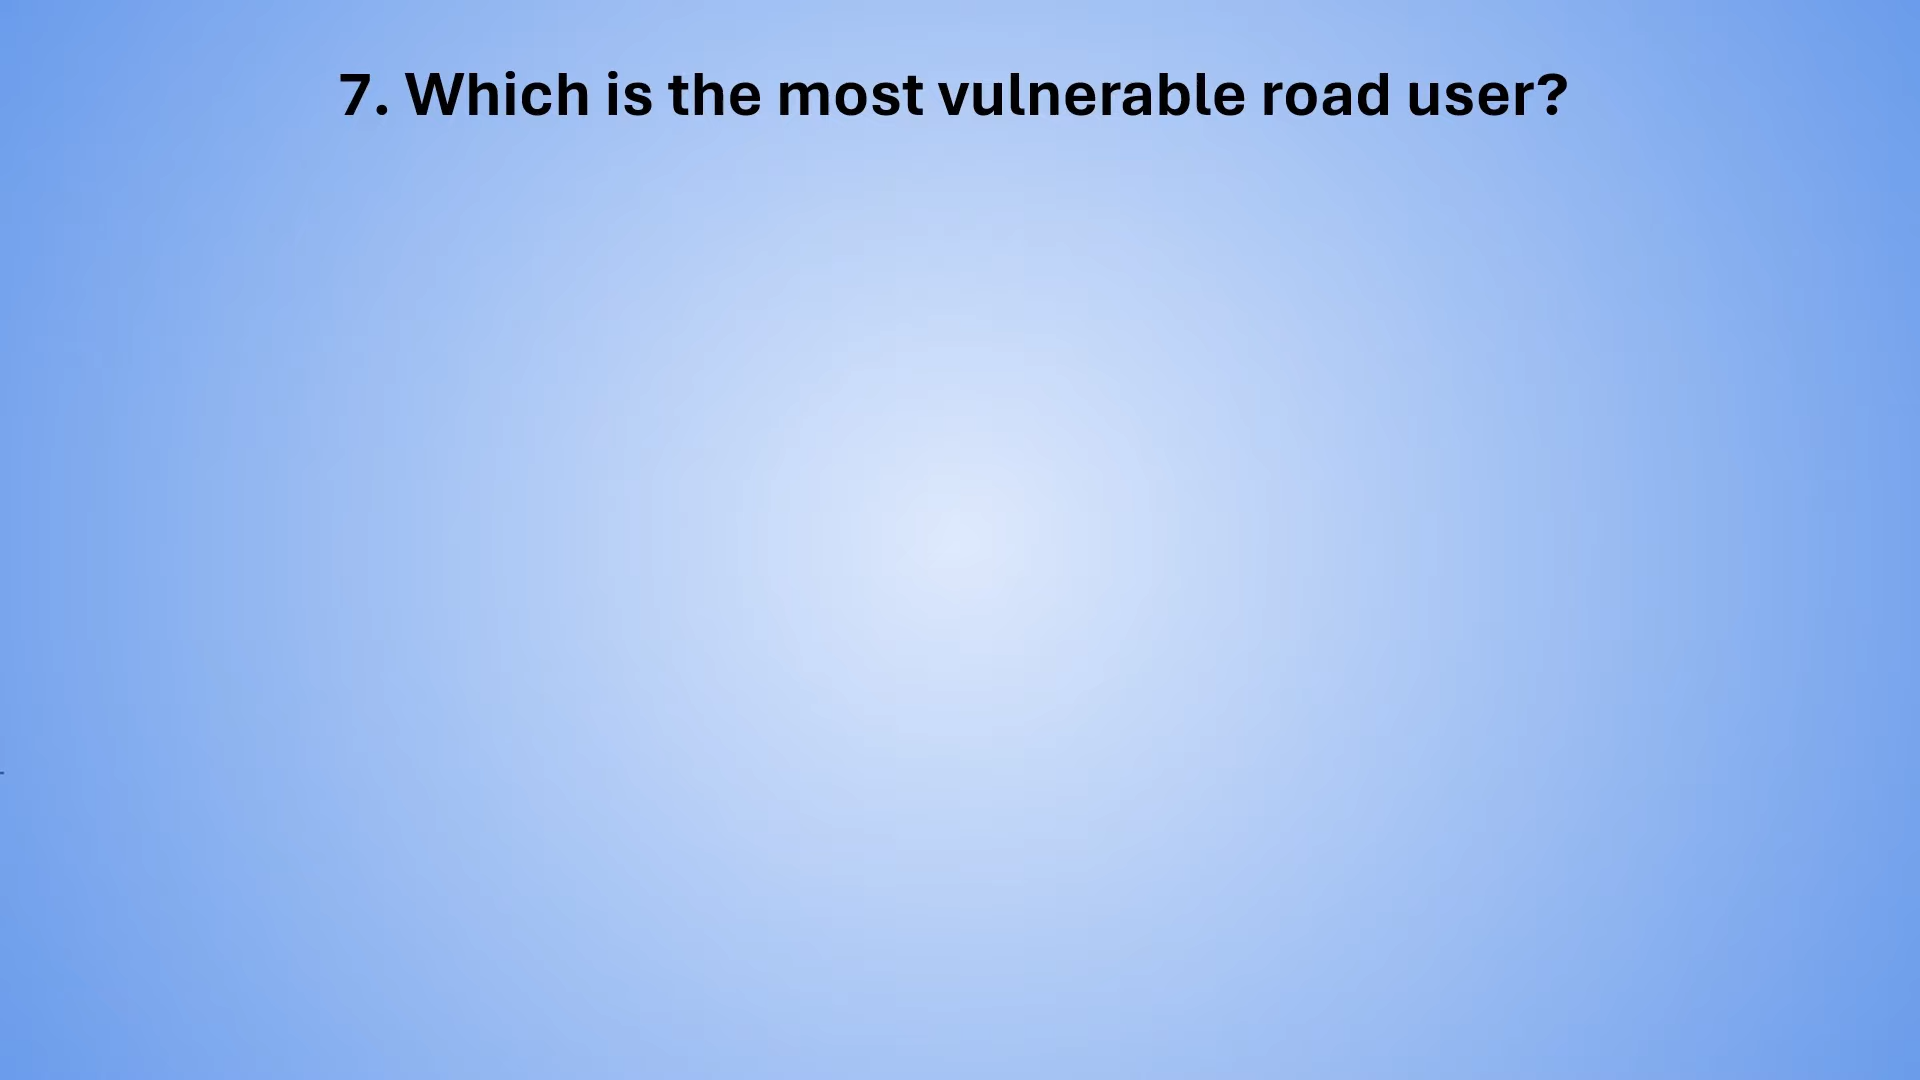 7. Which is the most vulnerable road user?